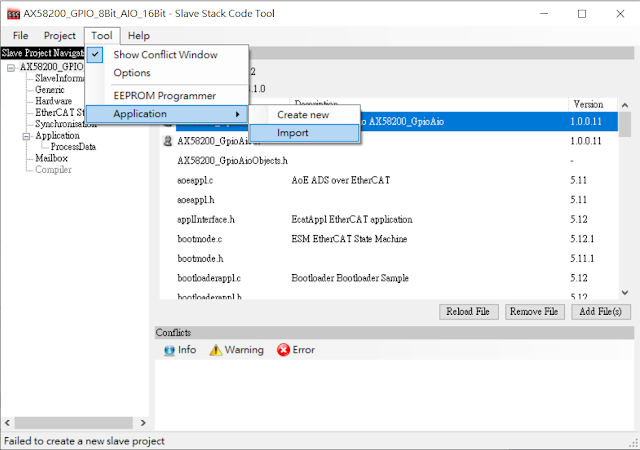 SSC AX58200_GPIO_8Bit_AIO_16Bit - Slave Stack Code Tool
File Project Tool Help
Slave Project Navigat
Show Conflict Window
Options
EEPROM Programmer
Application
Create new
Import
AX58200_GPIO_
SlaveInforma
Generic
Hardware
EtherCAT St
Synchronisation
Application
ProcessData
Mailbox
Compiler
2
.1.0
Description Version
AX58200_GpioAio 1.0.0.11
AX58200_GpioAio.h 1.0.0.11
AX58200_GpioAioObjects.h -
aoeappl.c AoE ADS over EtherCAT 5.11
aoeappl.h 5.11
applInterface.h EcatAppl EtherCAT application 5.12
bootmode.c ESM EtherCAT State Machine 5.12.1
bootmode.h 5.11.1
bootloaderappl.c Bootloader Bootloader Sample 5.12
bootloaderappl.h 5.12
Reload File Remove File Add File(s)
Conflicts
Info Warning Error
Failed to create a new slave project